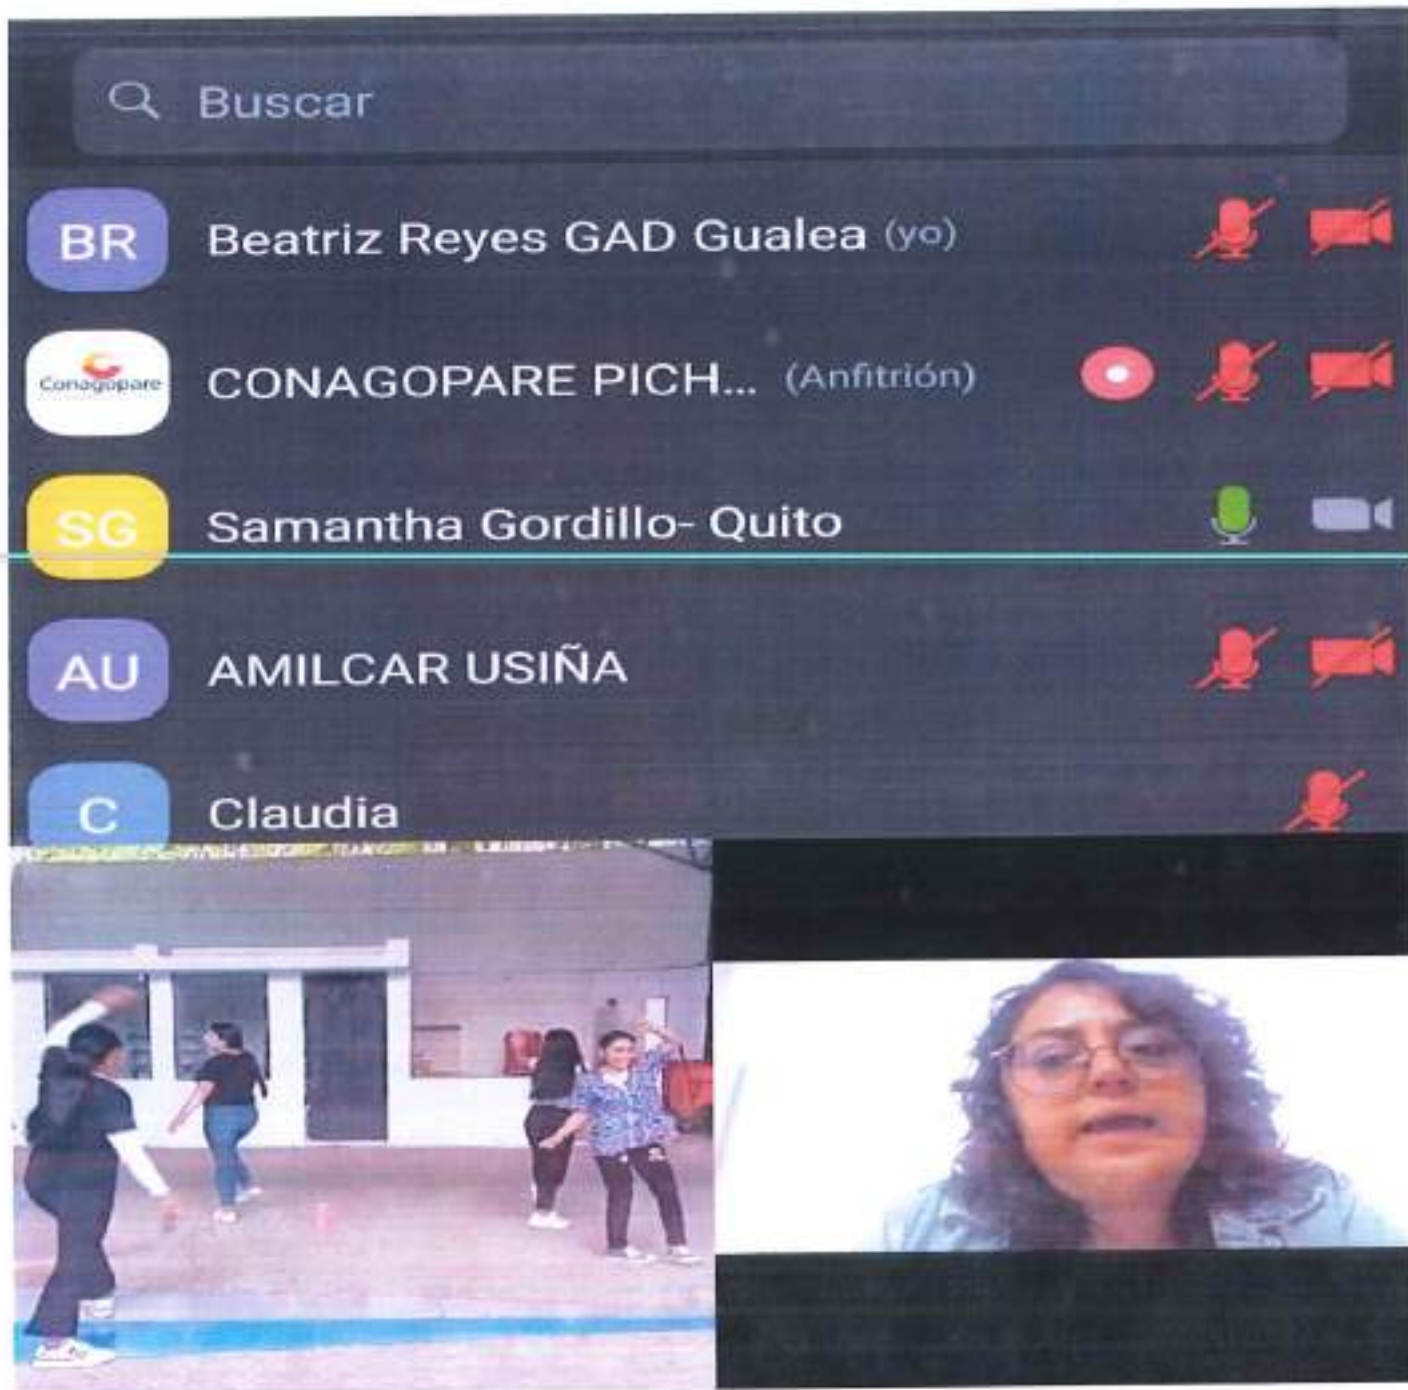 Buscar
BR Beatriz Reyes GAD Gualea (yo)
Conagopare CONAGOPARE PICH... (Anfitrión)
SG Samantha Gordillo- Quito
AU AMILCAR USIÑA
C Claudia